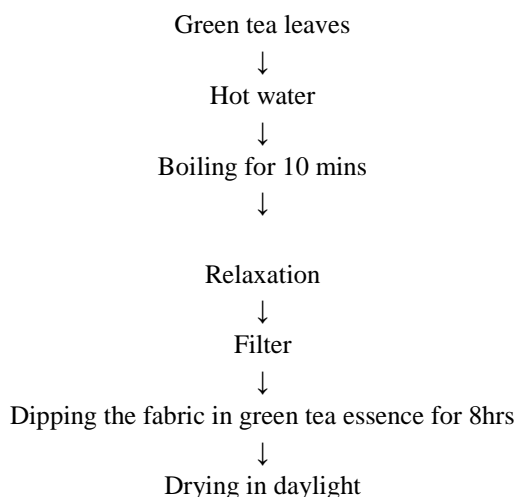 Green tea leaves
↓
Hot water
↓
Boiling for 10 mins
↓
Relaxation
↓
Filter
↓
Dipping the fabric in green tea essence for 8hrs
↓
Drying in daylight